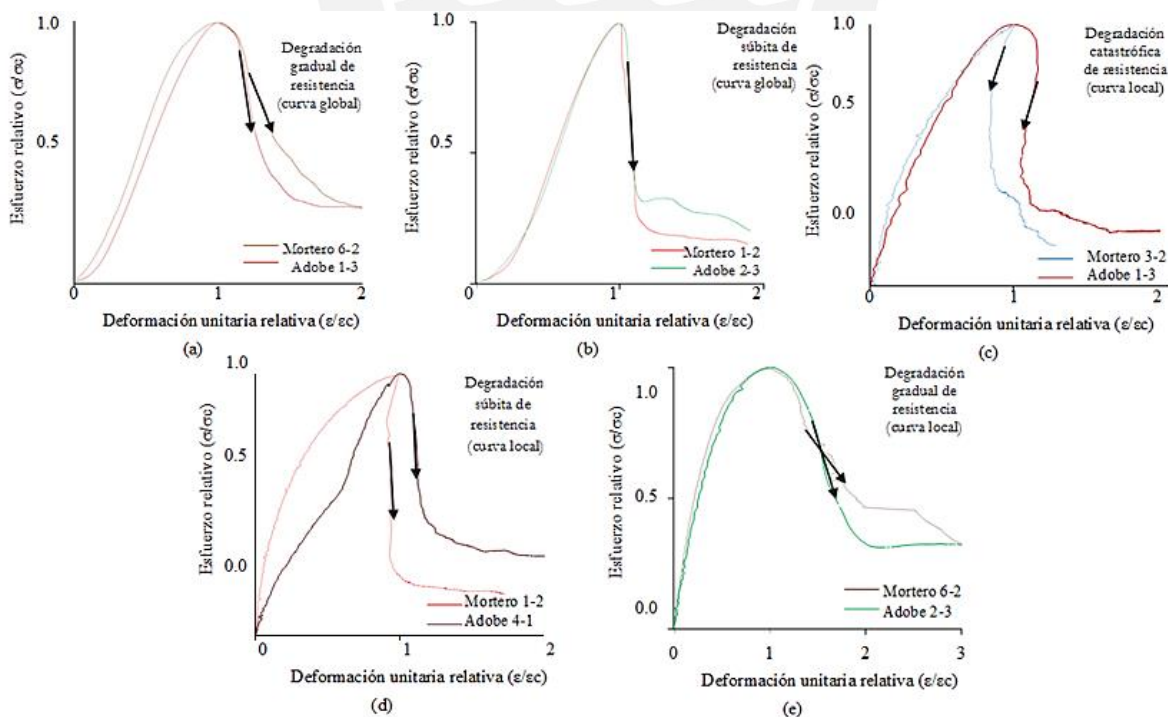 1.0
0.5
Esfuerzo relativo (σ/σc)
Degradación
gradual de
resistencia
(curva global)
Mortero 6-2
Adobe 1-3
0
1
2
Deformación unitaria relativa (ε/εc)
(a)
1.0
0.5
0
Esfuerzo relativo (σ/σc)
Degradación
súbita de
resistencia
(curva global)
Mortero 1-2
Adobe 2-3
0
1
2
Deformación unitaria relativa (ε/εc)
(b)
1.0
0.5
0.0
Esfuerzo relativo (σ/σc)
Degradación
catastrófica
de resistencia
(curva local)
Mortero 3-2
Adobe 1-3
0
1
2
Deformación unitaria relativa (ε/εc)
(c)
1.0
0.5
0.0
Esfuerzo relativo (σ/σc)
Degradación
súbita de
resistencia
(curva local)
Mortero 1-2
Adobe 4-1
0
1
2
Deformación unitaria relativa (ε/εc)
(d)
1.0
0.5
0.0
Esfuerzo relativo (σ/σc)
Degradación
gradual de
resistencia
(curva local)
Mortero 6-2
Adobe 2-3
0
1
2
3
Deformación unitaria relativa (ε/εc)
(e)